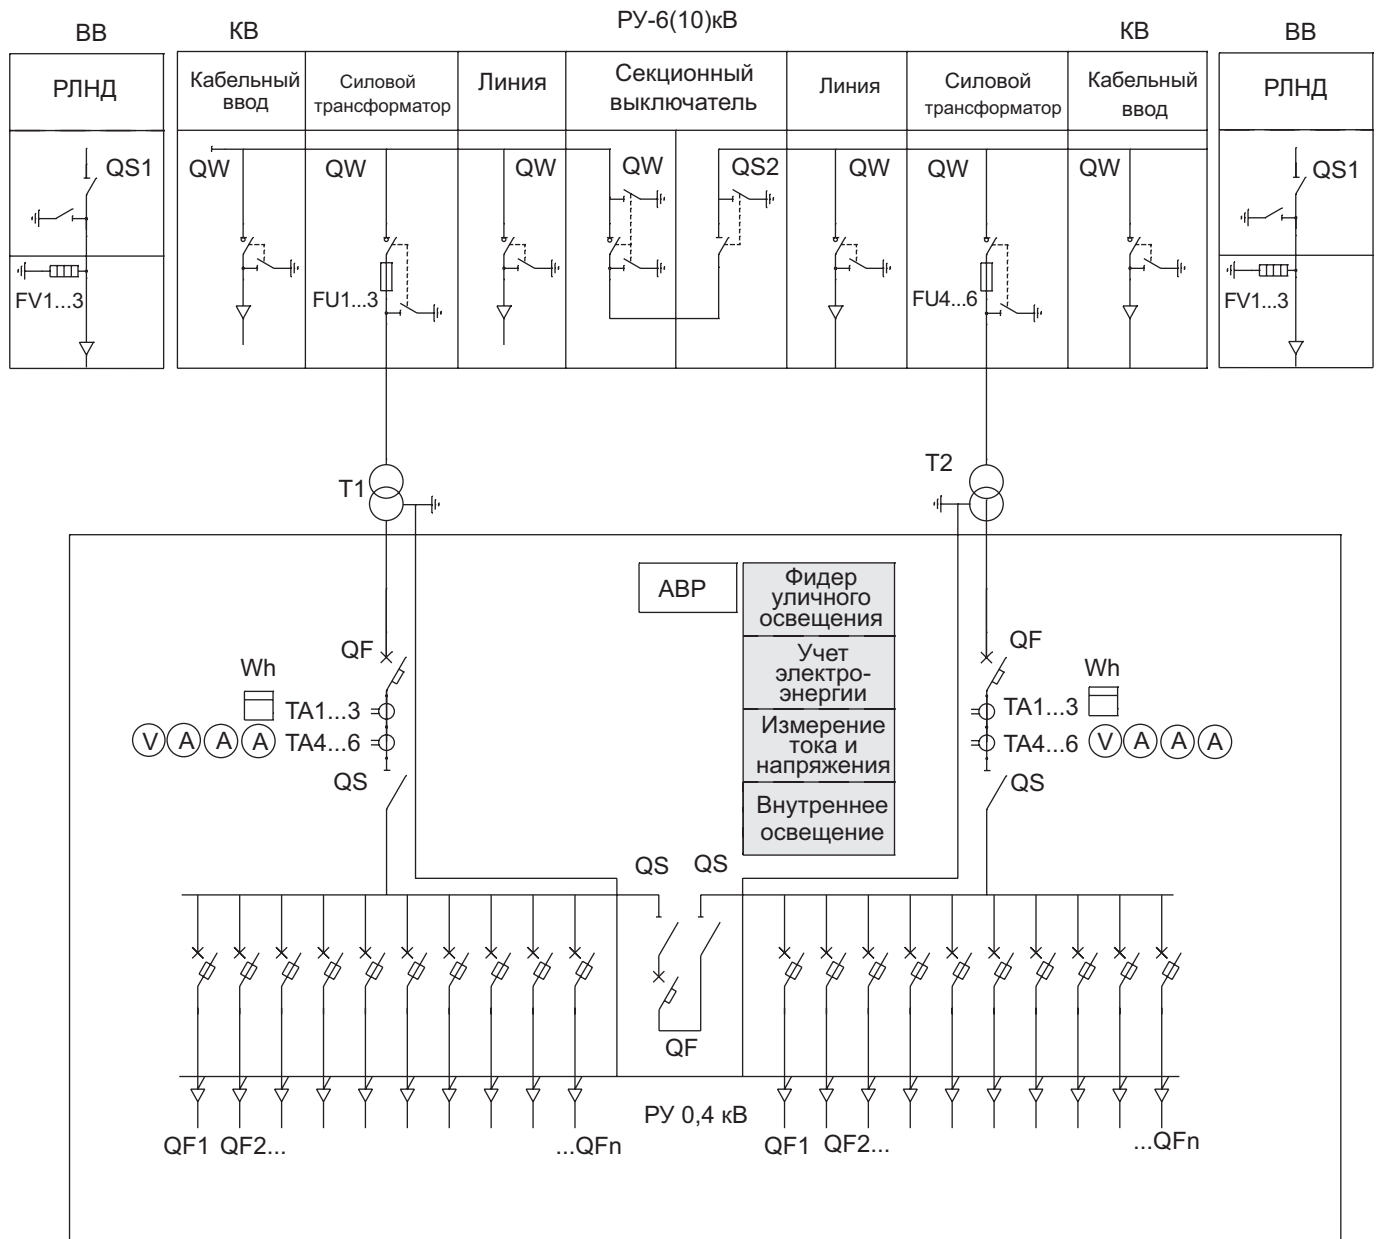 РУ-6(10)кВ
ВВ
КВ
КВ
ВВ
РЛНД
Кабельный
ввод
Силовой
трансформатор
Линия
Секционный
выключатель
Линия
Силовой
трансформатор
Кабельный
ввод
РЛНД
QS1
QW
QW
QW
QW
QS2
QW
QW
QW
QS1
FV1...3
FU1...3
FU4...6
FV1...3
T1
T2
АВР
Фидер
уличного
освещения
Учет
электро-
энергии
Измерение
тока и
напряжения
Внутреннее
освещение
QF
Wh
TA1...3
V A A A TA4...6
QS
QF
Wh
TA1...3
TA4...6 V A A A
QS
QS QS
QF
РУ 0,4 кВ
QF1 QF2... ...QFn
QF1 QF2... ...QFn